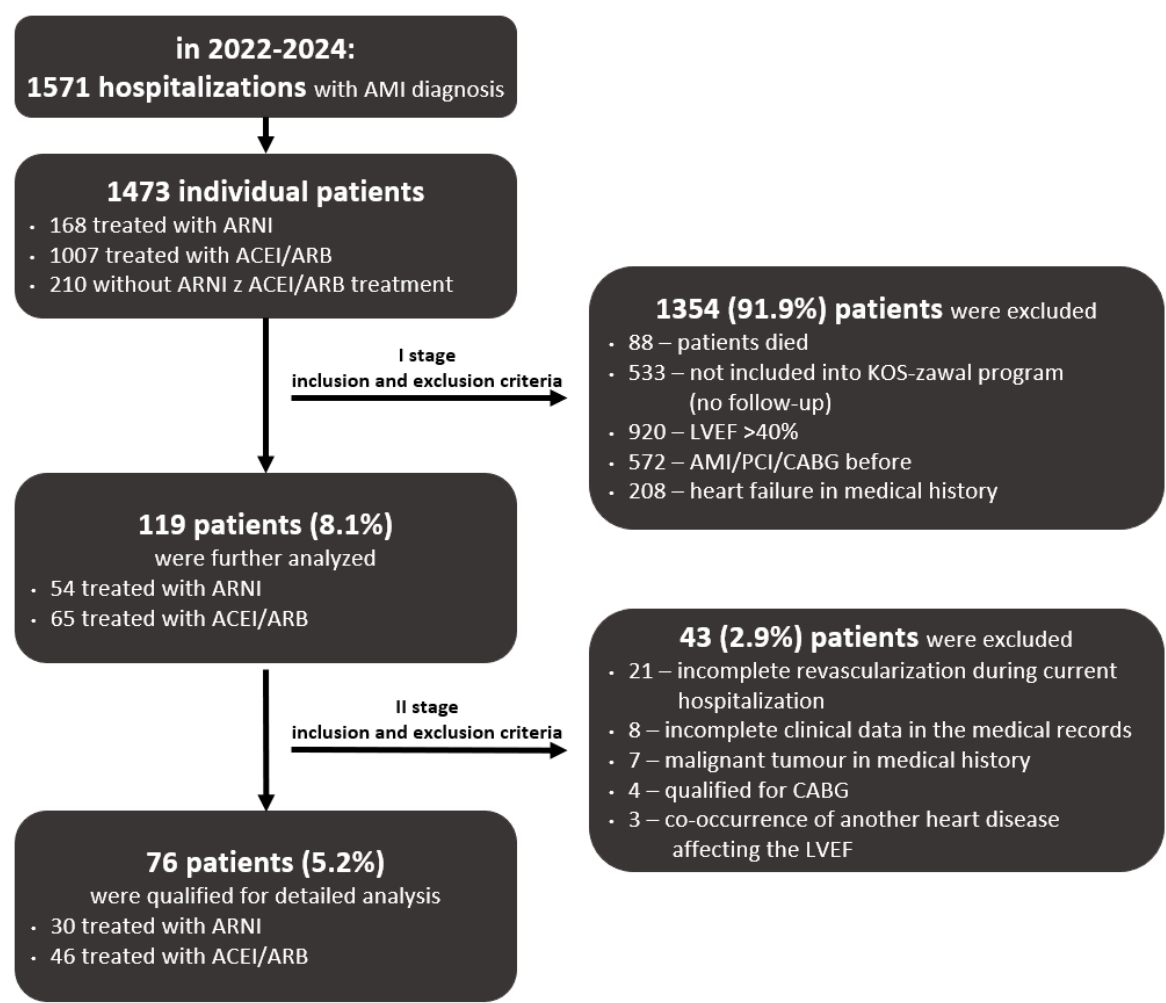 in 2022-2024:
1571 hospitalizations with AMI diagnosis
1473 individual patients
· 168 treated with ARNI
· 1007 treated with ACEI/ARB
· 210 without ARNI z ACEI/ARB treatment
I stage
inclusion and exclusion criteria
1354 (91.9%) patients were excluded
· 88 – patients died
· 533 – not included into KOS-zawal program
(no follow-up)
· 920 – LVEF >40%
· 572 – AMI/PCI/CABG before
· 208 – heart failure in medical history
119 patients (8.1%)
were further analyzed
· 54 treated with ARNI
· 65 treated with ACEI/ARB
II stage
inclusion and exclusion criteria
43 (2.9%) patients were excluded
· 21 – incomplete revascularization during current
hospitalization
· 8 – incomplete clinical data in the medical records
· 7 – malignant tumour in medical history
· 4 – qualified for CABG
· 3 – co-occurrence of another heart disease
affecting the LVEF
76 patients (5.2%)
were qualified for detailed analysis
· 30 treated with ARNI
· 46 treated with ACEI/ARB